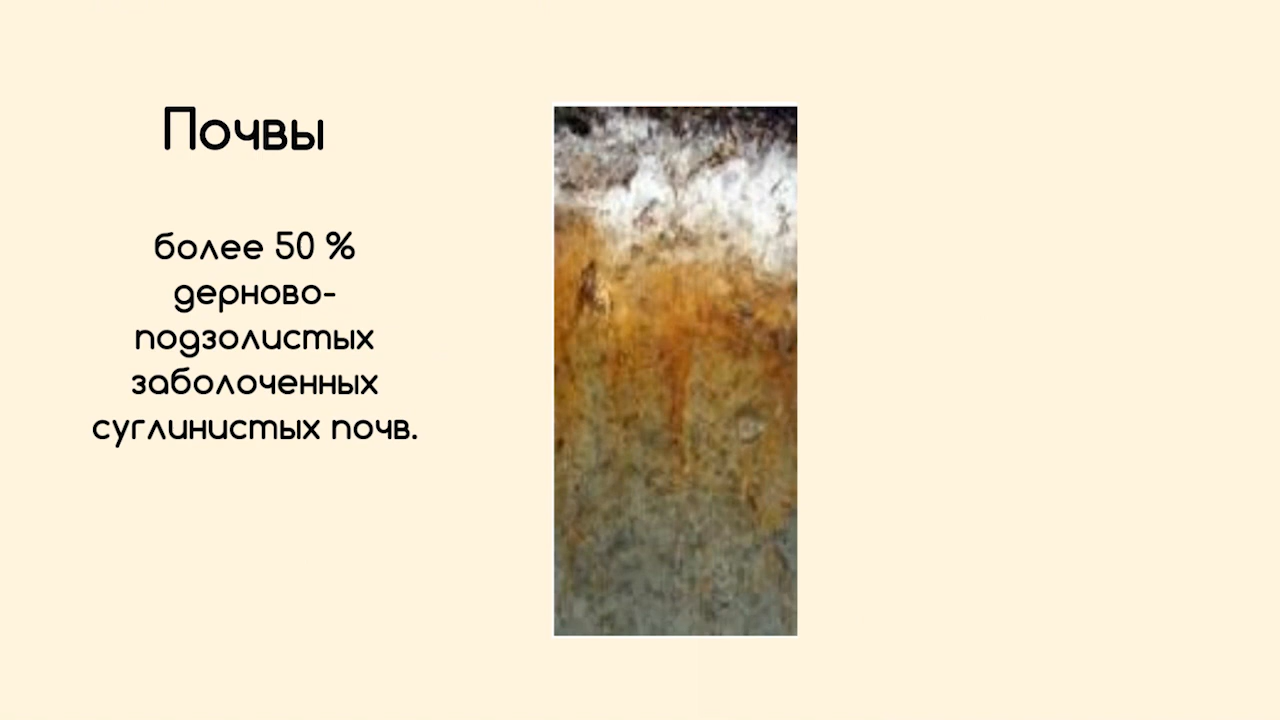 Почвы
более 50 %
дерново-
подзолистых
заболоченных
суглинистых почв.